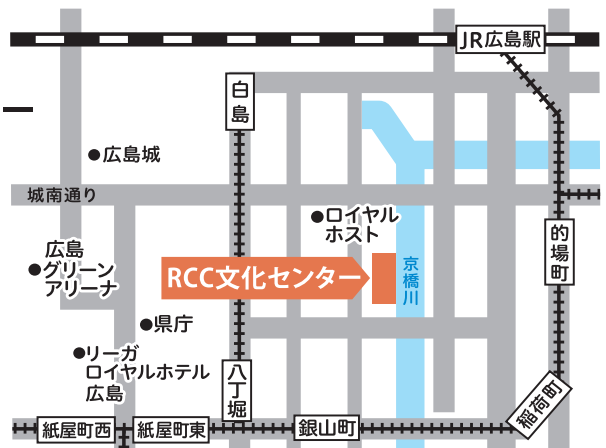 JR広島駅
白島
広島城
城南通り
ロイヤル
ホスト
的場町
広島
グリーン
アリーナ
京橋川
RCC文化センター
県庁
リーガ
ロイヤルホテル
広島
八丁堀
稲荷町
紙屋町西
紙屋町東
銀山町